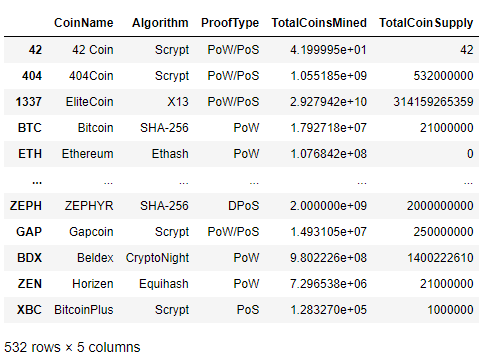 CoinName Algorithm ProofType TotalCoinsMined TotalCoinSupply
42 42 Coin Scrypt PoW/PoS 4.199995e+01 42
404 404Coin Scrypt PoW/PoS 1.055185e+09 532000000
1337 EliteCoin X13 PoW/PoS 2.927942e+10 314159265359
BTC Bitcoin SHA-256 PoW 1.792718e+07 21000000
ETH Ethereum Ethash PoW 1.076842e+08 0
... ... ... ... ... ...
ZEPH ZEPHYR SHA-256 DPoS 2.000000e+09 2000000000
GAP Gapcoin Scrypt PoW/PoS 1.493105e+07 250000000
BDX Beldex CryptoNight PoW 9.802226e+08 1400222610
ZEN Horizen Equihash PoW 7.296538e+06 21000000
XBC BitcoinPlus Scrypt PoS 1.283270e+05 1000000
532 rows × 5 columns